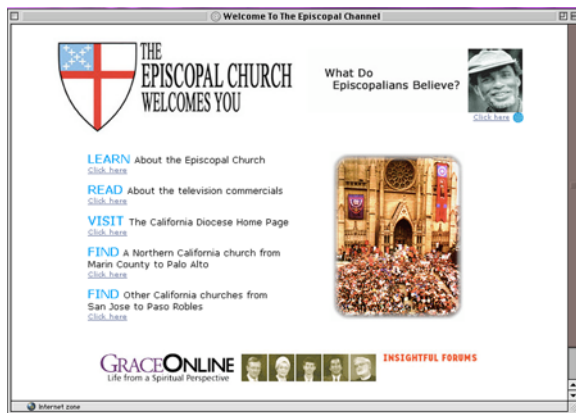 Welcome To The Episcopal Channel
THE
EPISCOPAL CHURCH
WELCOMES YOU
What Do
Episcopalians Believe?
Click here
LEARN About the Episcopal Church
Click here
READ About the television commercials
Click here
VISIT The California Diocese Home Page
Click here
FIND A Northern California church from
Marin County to Palo Alto
Click here
FIND Other California churches from
San Jose to Paso Robles
Click here
GRACEONLINE
Life from a Spiritual Perspective
INSIGHTFUL FORUMS
Internet zone